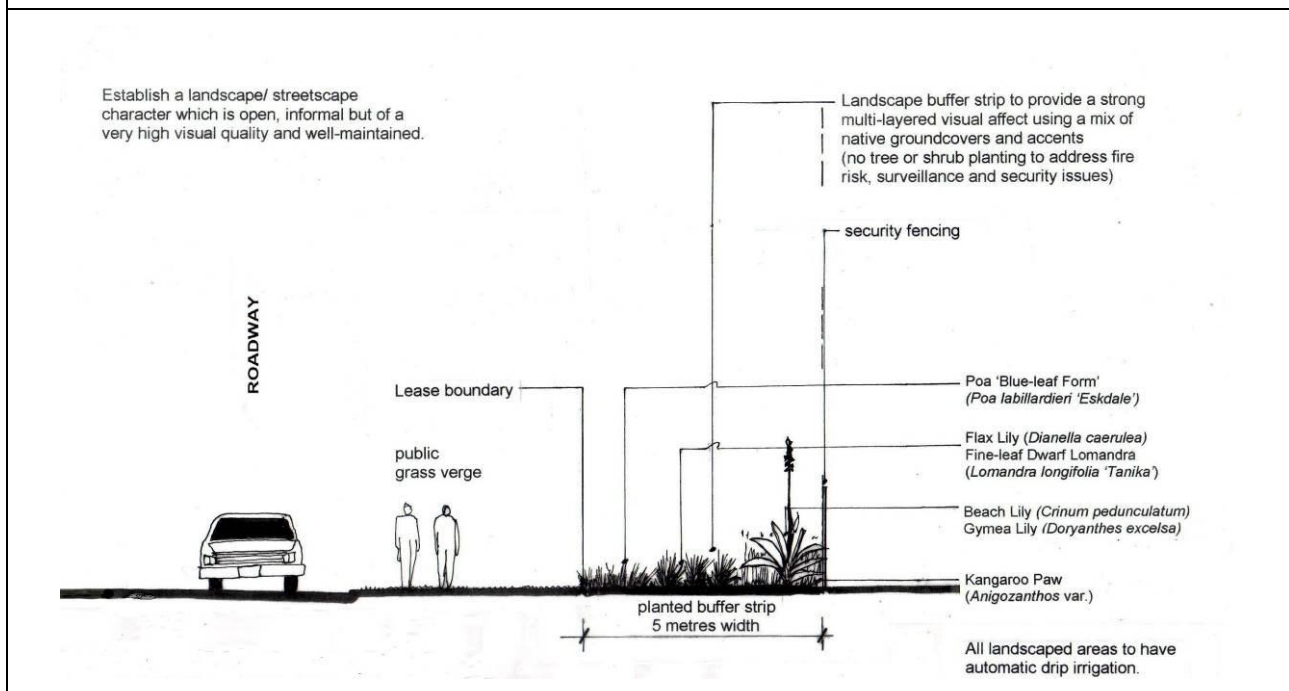 Establish a landscape/ streetscape
character which is open, informal but of a
very high visual quality and well-maintained.
Landscape buffer strip to provide a strong
multi-layered visual affect using a mix of
native groundcovers and accents
(no tree or shrub planting to address fire
risk, surveillance and security issues)
security fencing
ROADWAY
Lease boundary
public
grass verge
Poa ‘Blue-leaf Form’
(Poa labillardieri ‘Eskdale’)
Flax Lily (Dianella caerulea)
Fine-leaf Dwarf Lomandra
(Lomandra longifolia ‘Tanika’)
Beach Lily (Crinum pedunculatum)
Gymea Lily (Doryanthes excelsa)
Kangaroo Paw
(Anigozanthos var.)
planted buffer strip
5 metres width
All landscaped areas to have
automatic drip irrigation.